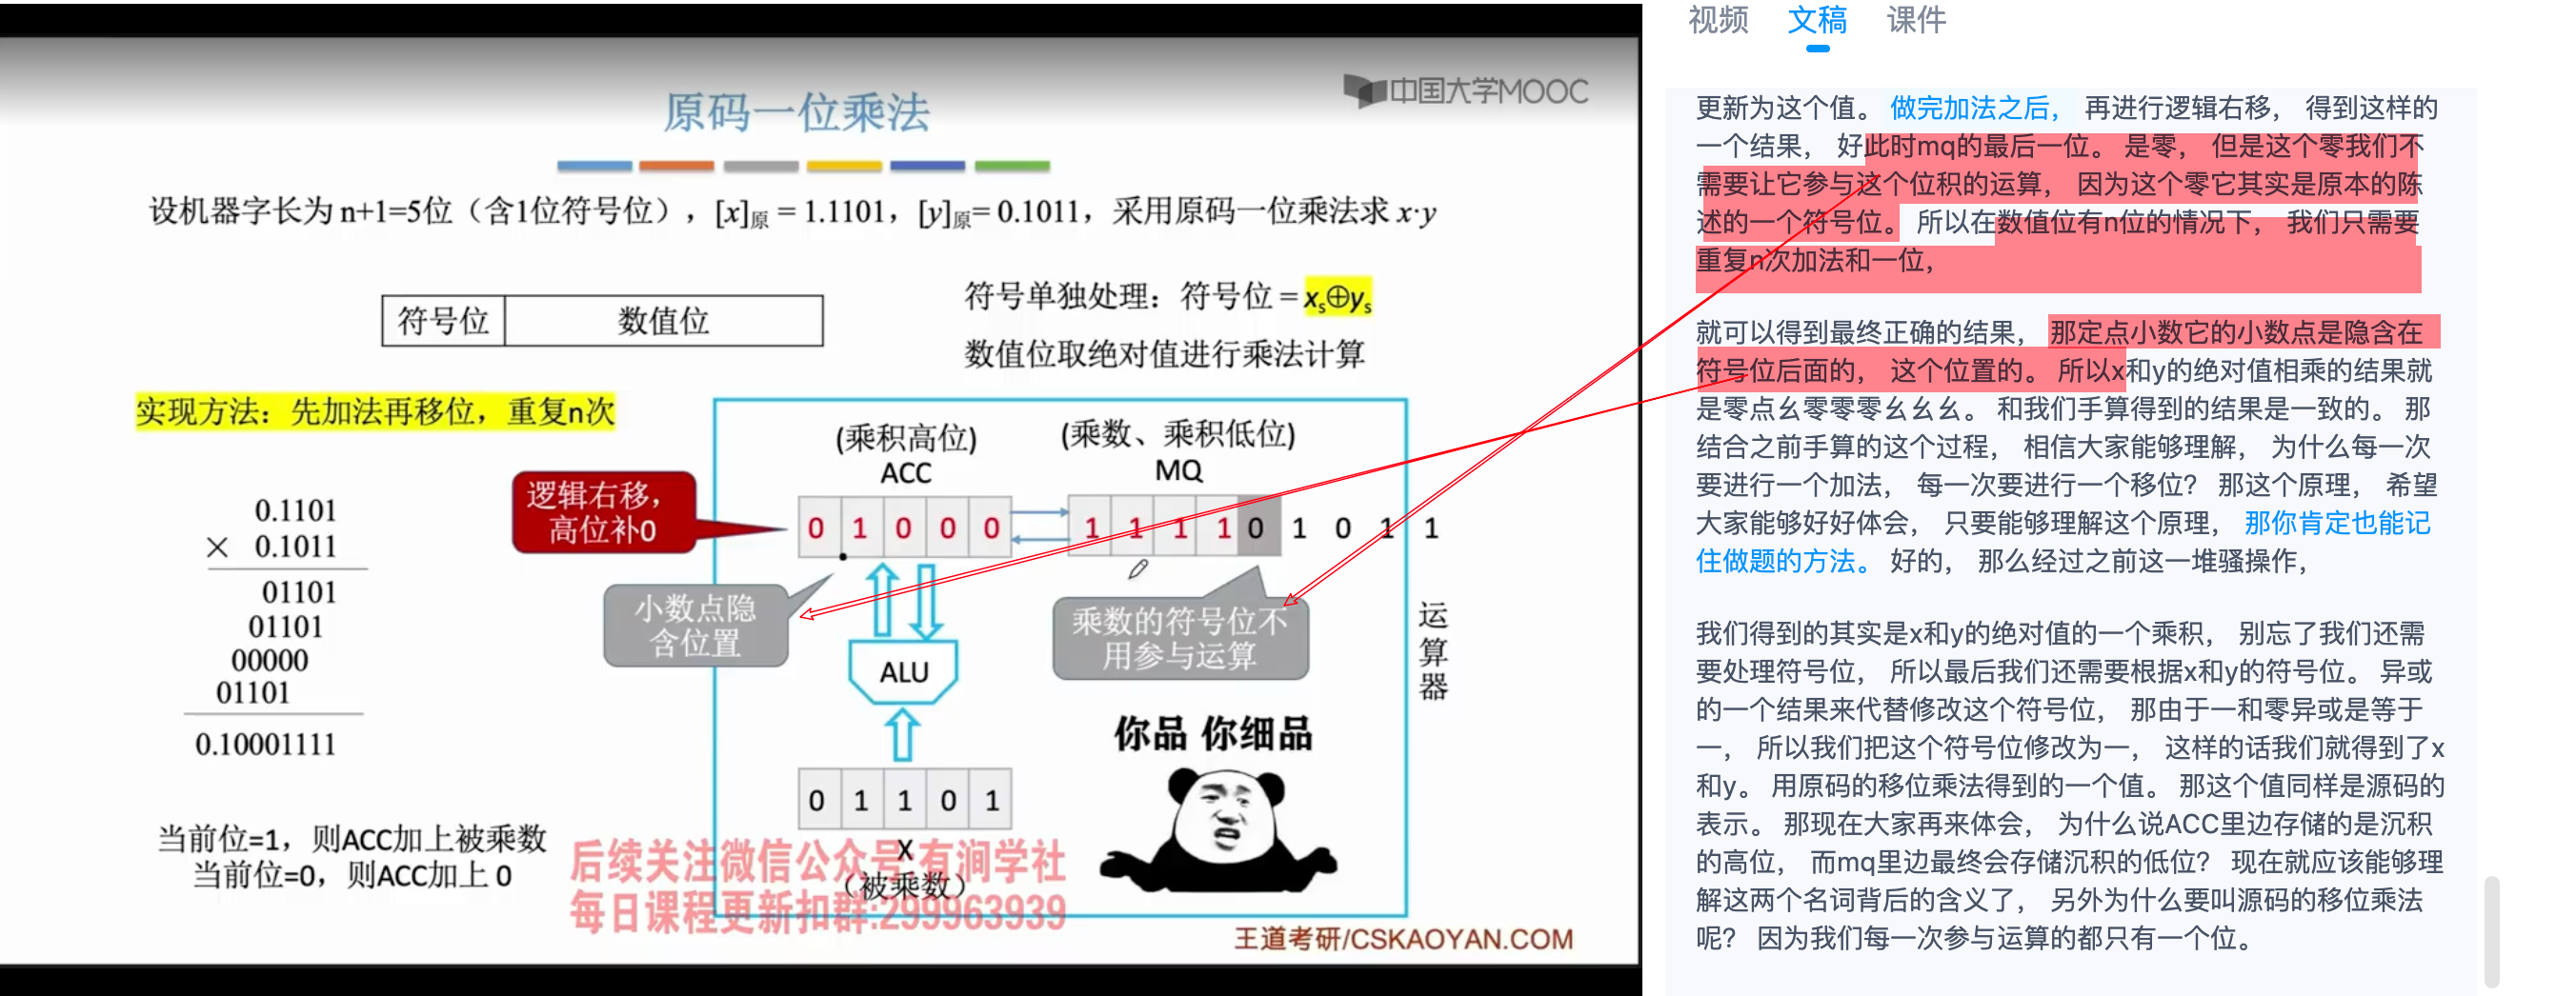 中国大学MOOC
原码一位乘法
设机器字长为 n+1=5位（含1位符号位），[x]原 = 1.1101，[y]原= 0.1011，采用原码一位乘法求 x·y
符号位 数值位
符号单独处理：符号位 = xs⊕ys
数值位取绝对值进行乘法计算
实现方法：先加法再移位，重复n次
(乘积高位)
ACC
(乘数、乘积低位)
MQ
逻辑右移，
高位补0
0 1 0 0 0
1 1 1 1 0 1 0 1 1
小数点隐
含位置
乘数的符号位不
用参与运算
运
算
器
ALU
0 1 1 0 1
X
（被乘数）
0.1101
× 0.1011
01101
01101
00000
01101
0.10001111
当前位=1，则ACC加上被乘数
当前位=0，则ACC加上 0
你品 你细品
后续关注微信公众号:有涧学社
每日课程更新扣群:299963939
王道考研/CSKAOYAN.COM
视频 文稿 课件
更新为这个值。 做完加法之后， 再进行逻辑右移， 得到这样的
一个结果， 好此时mq的最后一位。 是零， 但是这个零我们不
需要让它参与这个位积的运算， 因为这个零它其实是原本的陈
述的一个符号位。 所以在数值位有n位的情况下， 我们只需要
重复n次加法和一位，
就可以得到最终正确的结果， 那定点小数它的小数点是隐含在
符号位后面的， 这个位置的。 所以x和y的绝对值相乘的结果就
是零点幺零零零幺幺幺。 和我们手算得到的结果是一致的。 那
结合之前手算的这个过程， 相信大家能够理解， 为什么每一次
要进行一个加法， 每一次要进行一个移位？ 那这个原理， 希望
大家能够好好体会， 只要能够理解这个原理， 那你肯定也能记
住做题的方法。 好的， 那么经过之前这一堆骚操作，
我们得到的其实是x和y的绝对值的一个乘积， 别忘了我们还需
要处理符号位， 所以最后我们还需要根据x和y的符号位。 异或
的一个结果来代替修改这个符号位， 那由于一和零异或是等于
一， 所以我们把这个符号位修改为一， 这样的话我们就得到了x
和y。 用原码的移位乘法得到的一个值。 那这个值同样是源码的
表示。 那现在大家再来体会， 为什么说ACC里边存储的是沉积
的高位， 而mq里边最终会存储沉积的低位？ 现在就应该能够理
解这两个名词背后的含义了， 另外为什么要叫源码的移位乘法
呢？ 因为我们每一次参与运算的都只有一个位。